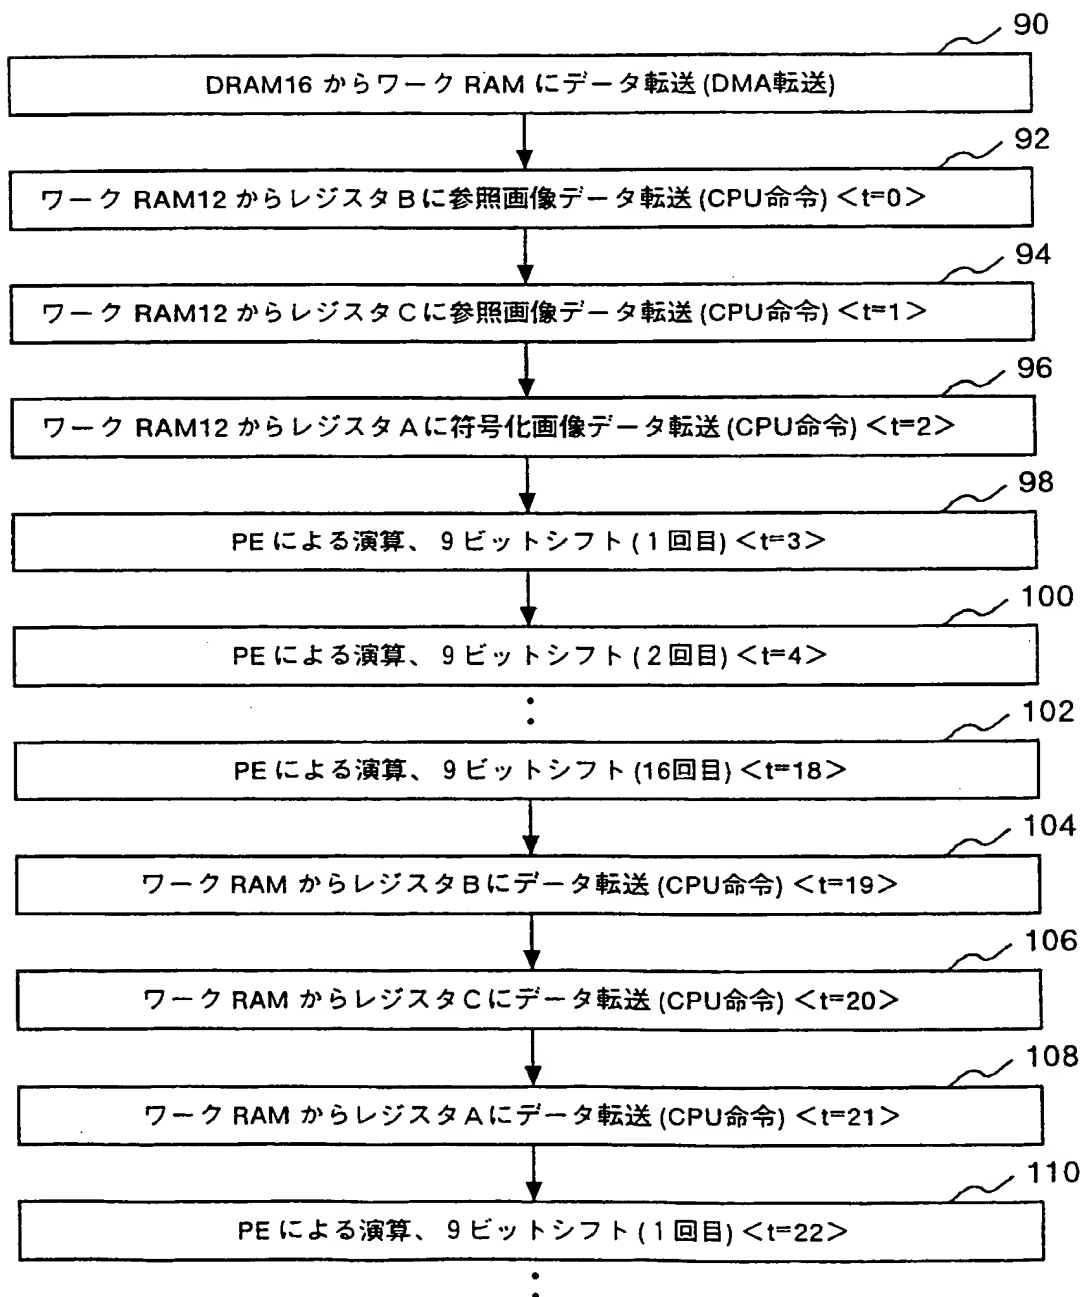 90
DRAM16 からワーク RAM にデータ転送 (DMA転送)
92
ワーク RAM12 からレジスタBに参照画像データ転送 (CPU命令) <t=0>
94
ワーク RAM12 からレジスタCに参照画像データ転送 (CPU命令) <t=1>
96
ワーク RAM12 からレジスタAに符号化画像データ転送 (CPU命令) <t=2>
98
PE による演算、9ビットシフト (1回目) <t=3>
100
PE による演算、9ビットシフト (2回目) <t=4>
102
PE による演算、9ビットシフト (16回目) <t=18>
104
ワーク RAM からレジスタBにデータ転送 (CPU命令) <t=19>
106
ワーク RAM からレジスタCにデータ転送 (CPU命令) <t=20>
108
ワーク RAM からレジスタAにデータ転送 (CPU命令) <t=21>
110
PE による演算、9ビットシフト (1回目) <t=22>